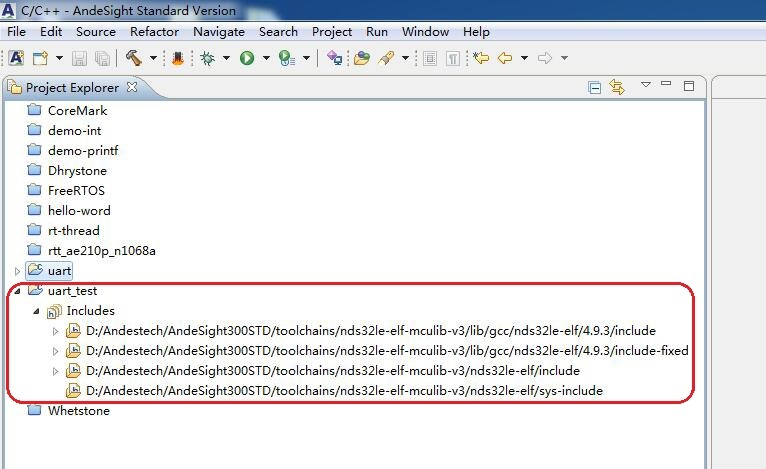 C/C++ - AndeSight Standard Version
File Edit Source Refactor Navigate Search Project Run Window Help
Project Explorer
CoreMark
demo-int
demo-printf
Dhrystone
FreeRTOS
hello-word
rt-thread
rtt_ae210p_n1068a
uart
uart_test
Includes
D:/Andestech/AndeSight300STD/toolchains/nds32le-elf-mculib-v3/lib/gcc/nds32le-elf/4.9.3/include
D:/Andestech/AndeSight300STD/toolchains/nds32le-elf-mculib-v3/lib/gcc/nds32le-elf/4.9.3/include-fixed
D:/Andestech/AndeSight300STD/toolchains/nds32le-elf-mculib-v3/nds32le-elf/include
D:/Andestech/AndeSight300STD/toolchains/nds32le-elf-mculib-v3/nds32le-elf/sys-include
Whetstone